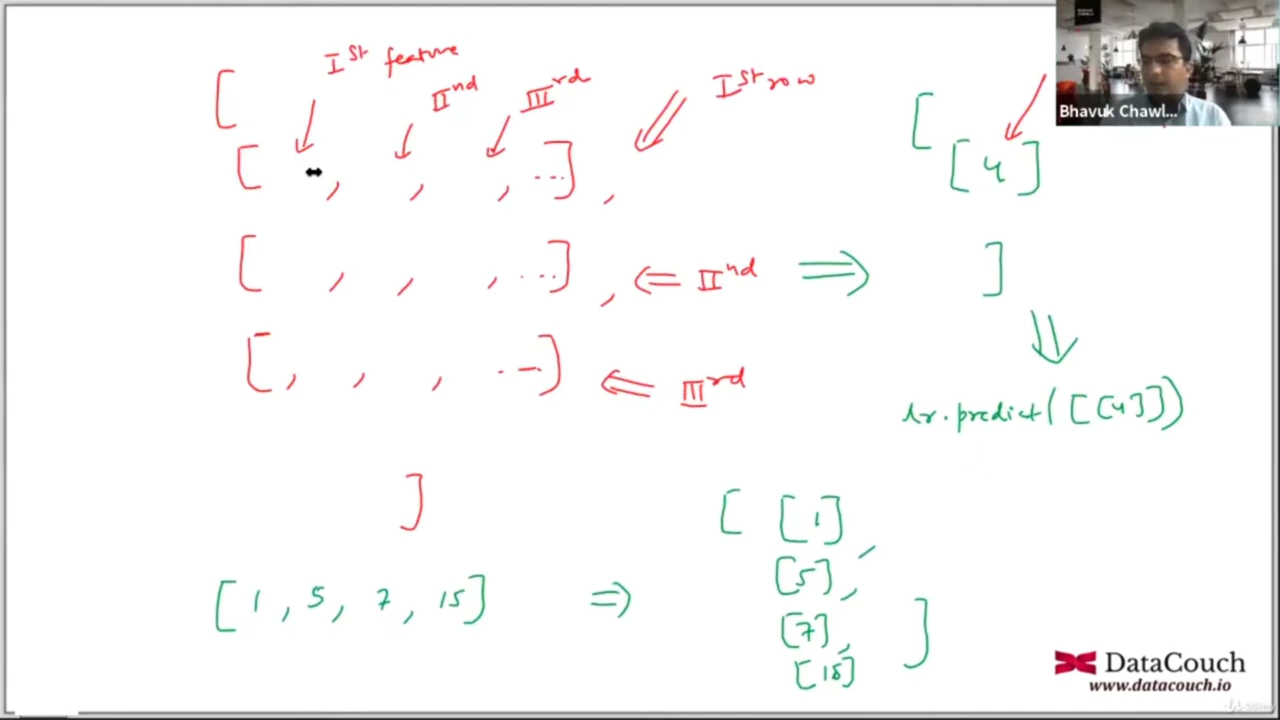 Ist feature
IInd
IIIrd
Ist row
[
[ , , , ... ] ,
[ , , , ... ] , ⇐ IInd
[ , , , ... ] ⇐ IIIrd
]
⇒
[
[ 4 ]
]
lr.predict([[4]])
[ 1 , 5 , 7 , 15 ] ⇒
[ [ 1 ] ,
[5] ,
[7] ,
[15] ]
Bhavuk Chawl...
DataCouch
www.datacouch.io